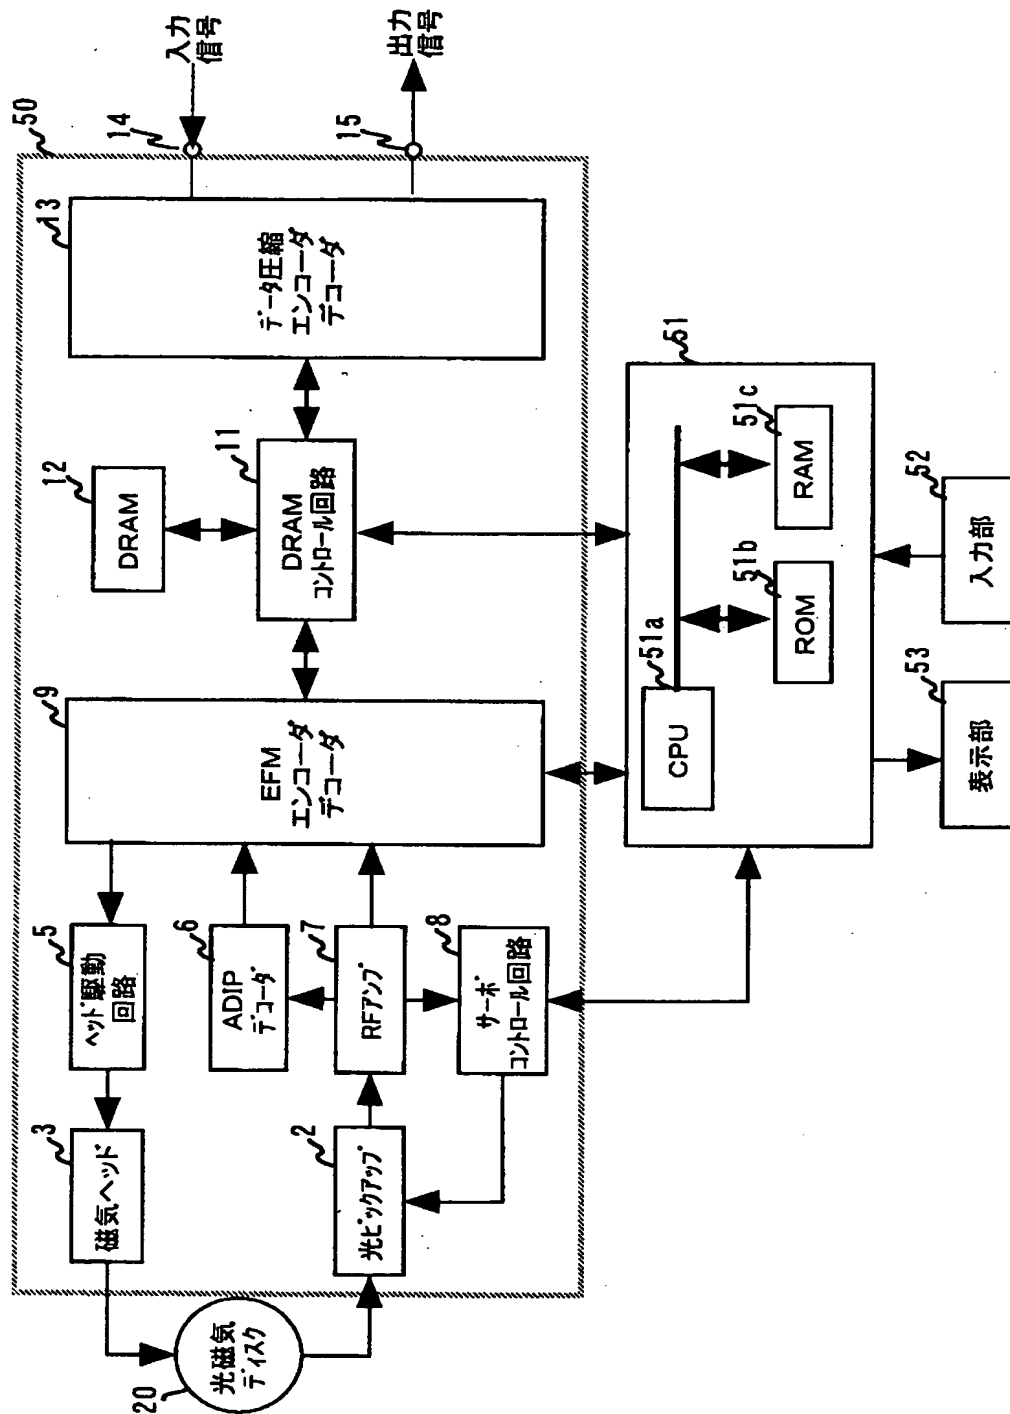 50
14
入力
信号
15
出力
信号
13
データ圧縮
エンコーダ
デコーダ
12
DRAM
11
DRAM
コントロール回路
9
EFM
エンコーダ
デコーダ
5
ヘッド駆動
回路
6
ADIP
デコーダ
7
RFアンプ
8
サーボ
コントロール回路
3
磁気ヘッド
2
光ピックアップ
20
光磁気
ディスク
51
51a
CPU
51b
ROM
51c
RAM
52
入力部
53
表示部